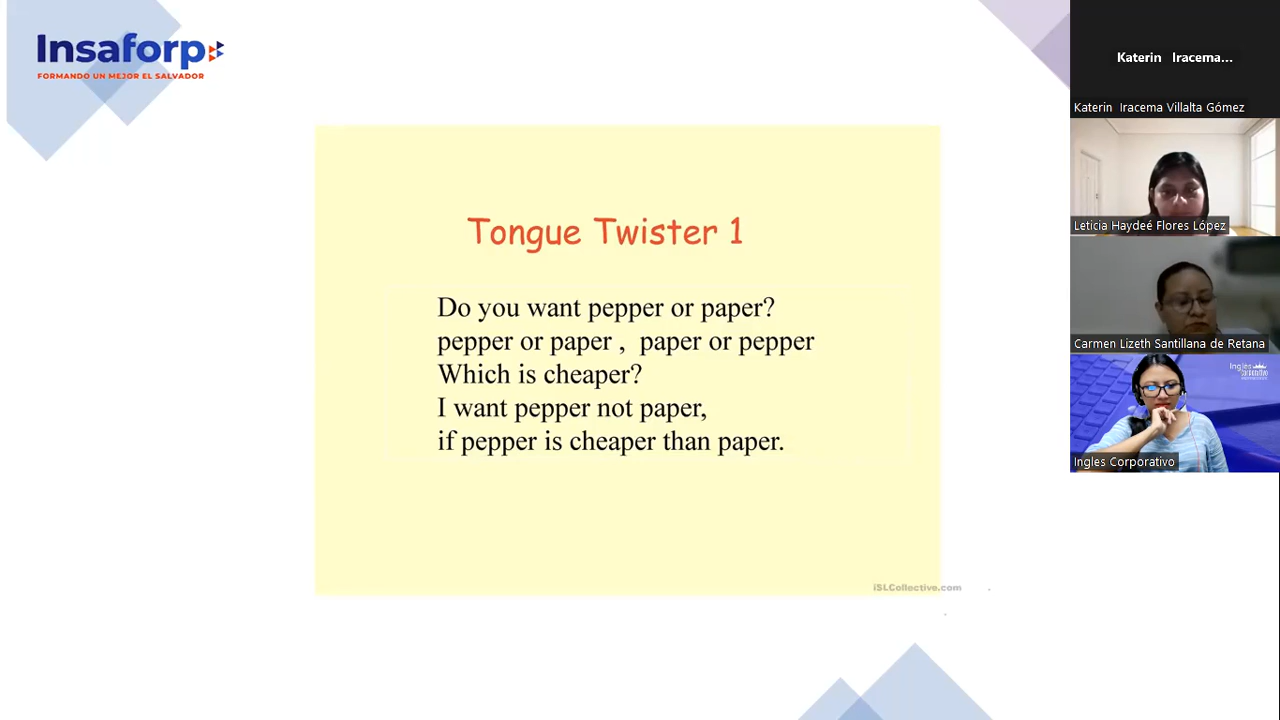 Insaforp
FORMANDO UN MEJOR EL SALVADOR
Tongue Twister 1
Do you want pepper or paper?
pepper or paper , paper or pepper
Which is cheaper?
I want pepper not paper,
if pepper is cheaper than paper.
iSLCollective.com
Katerin Iracema...
Katerin Iracema Villalta Gómez
Leticia Haydeé Flores López
Carmen Lizeth Santillana de Retana
Ingles
Corporativo
Ingles Corporativo